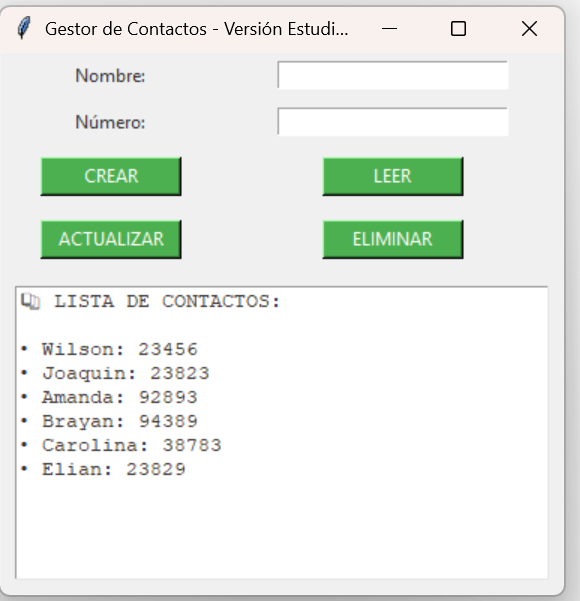 Gestor de Contactos - Versión Estudi...
Nombre:
Número:
CREAR LEER
ACTUALIZAR ELIMINAR
LISTA DE CONTACTOS:
• Wilson: 23456
• Joaquin: 23823
• Amanda: 92893
• Brayan: 94389
• Carolina: 38783
• Elian: 23829